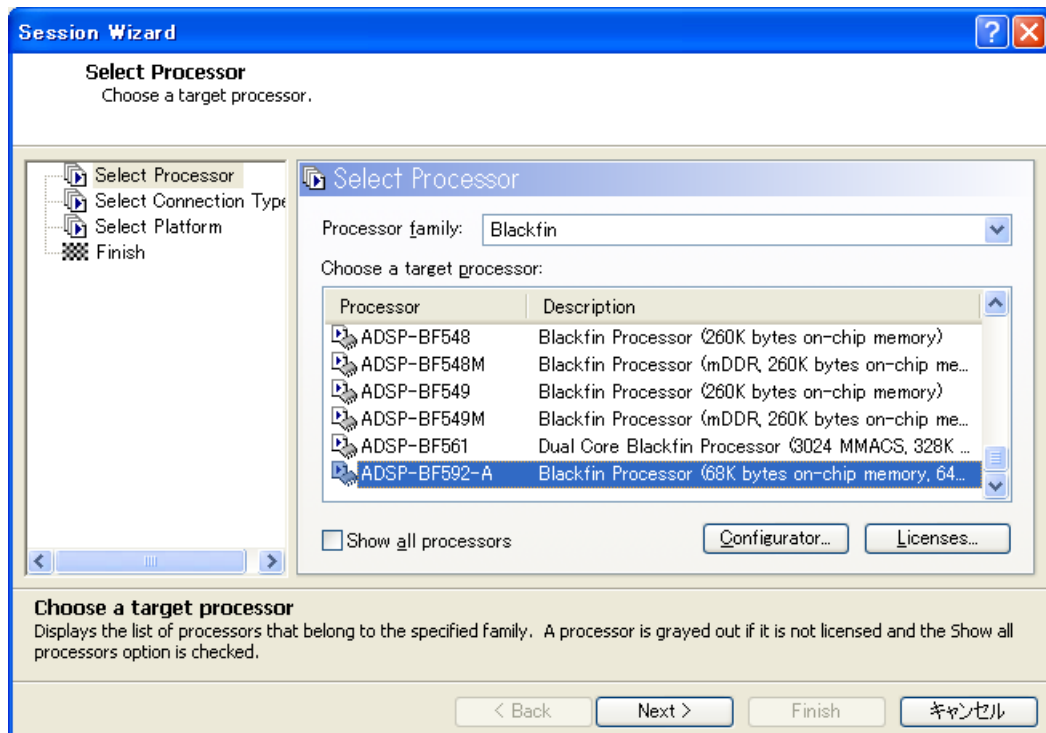 Session Wizard
Select Processor
Choose a target processor.
Select Processor
Select Connection Type
Select Platform
Finish
Select Processor
Processor family: Blackfin
Choose a target processor:
Processor Description
ADSP-BF548 Blackfin Processor (260K bytes on-chip memory)
ADSP-BF548M Blackfin Processor (mDDR, 260K bytes on-chip me...
ADSP-BF549 Blackfin Processor (260K bytes on-chip memory)
ADSP-BF549M Blackfin Processor (mDDR, 260K bytes on-chip me...
ADSP-BF561 Dual Core Blackfin Processor (3024 MMACS, 328K ...
ADSP-BF592-A Blackfin Processor (68K bytes on-chip memory, 64...
Show all processors Configurator... Licenses...
Choose a target processor
Displays the list of processors that belong to the specified family. A processor is grayed out if it is not licensed and the Show all
processors option is checked.
< Back Next > Finish キャンセル